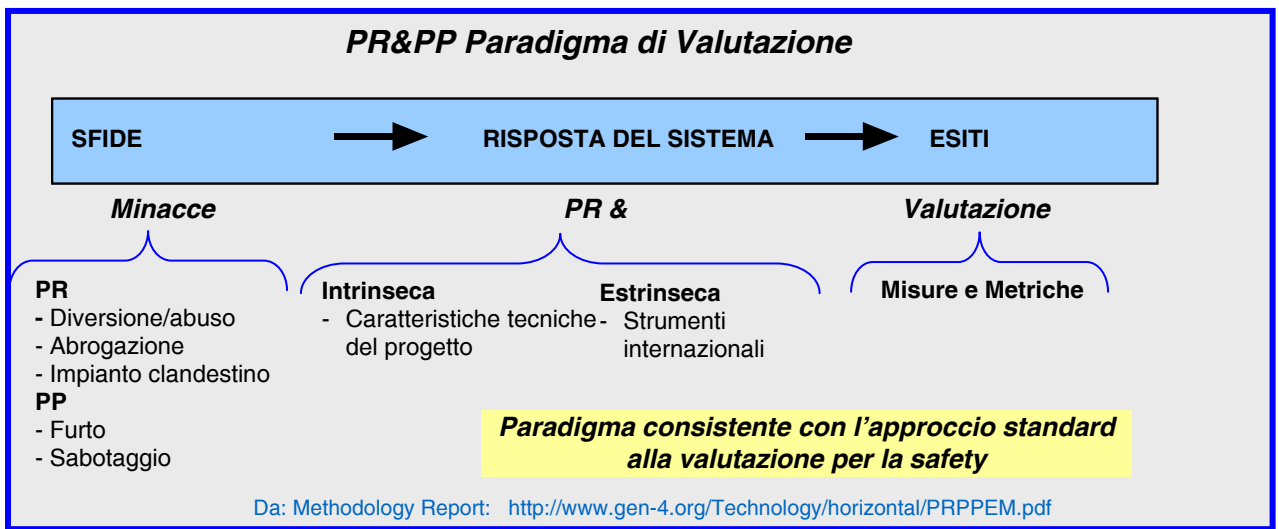 PR&PP Paradigma di Valutazione
SFIDE RISPOSTA DEL SISTEMA ESITI
Minacce PR & Valutazione
PR
- Diversione/abuso
- Abrogazione
- Impianto clandestino
PP
- Furto
- Sabotaggio
Intrinseca
- Caratteristiche tecniche
del progetto
Estrinseca
- Strumenti
internazionali
Misure e Metriche
Paradigma consistente con l'approccio standard
alla valutazione per la safety
Da: Methodology Report: http://www.gen-4.org/Technology/horizontal/PRPPEM.pdf